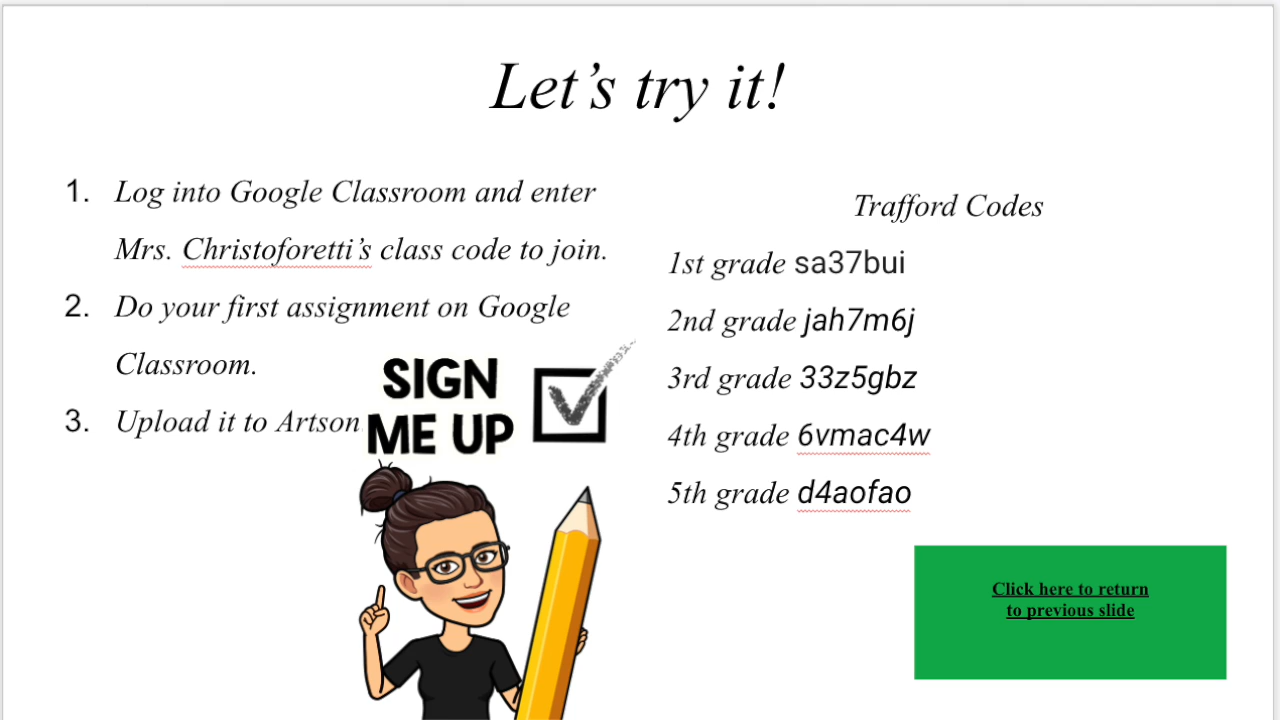 Let’s try it!
1. Log into Google Classroom and enter
Mrs. Christoforetti’s class code to join.
2. Do your first assignment on Google
Classroom.
3. Upload it to Artson
SIGN
ME UP
Trafford Codes
1st grade sa37bui
2nd grade jah7m6j
3rd grade 33z5gbz
4th grade 6vmac4w
5th grade d4aofao
Click here to return
to previous slide